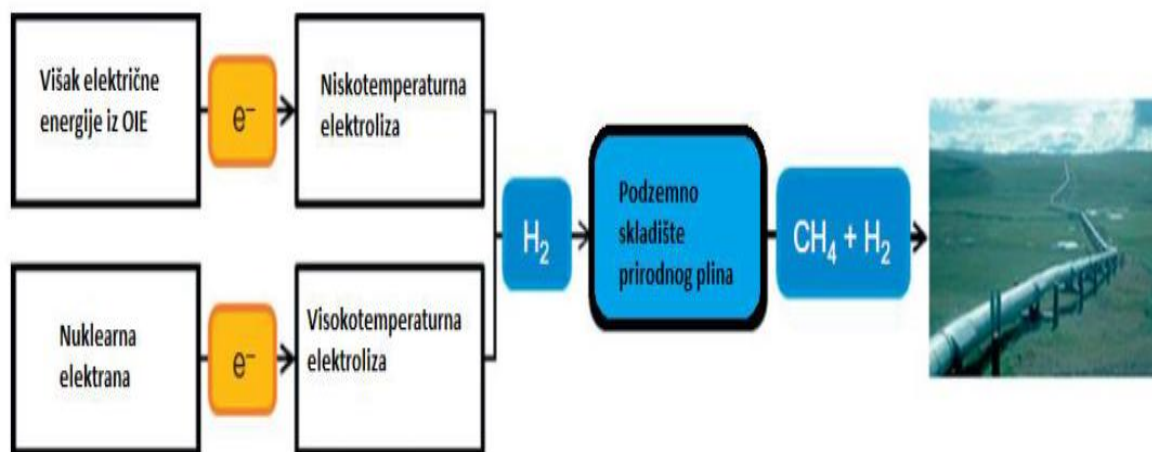 Višak električne
energije iz OIE
e⁻
Niskotemperaturna
elektroliza
Nuklearna
elektrana
e⁻
Visokotemperaturna
elektroliza
H₂
Podzemno
skladište
prirodnog plina
CH₄ + H₂